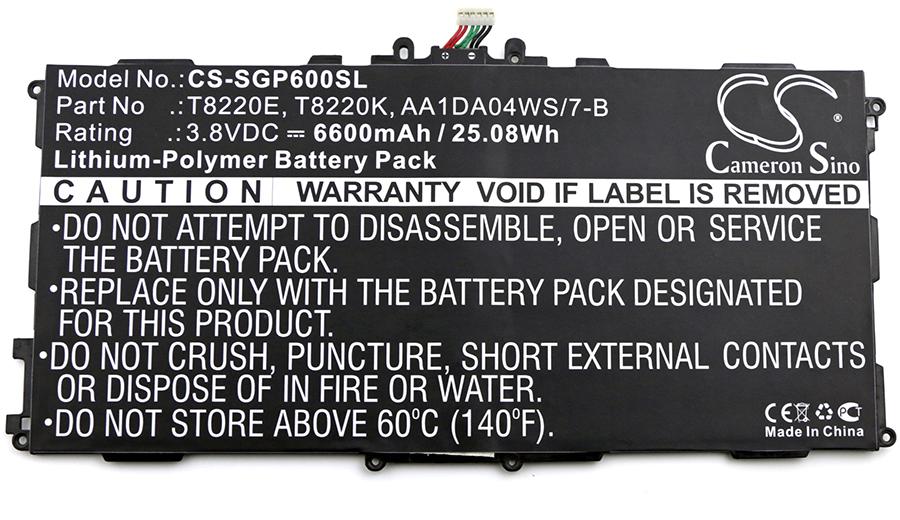 Model No.:CS-SGP600SL
Part No :T8220E, T8220K, AA1DA04WS/7-B
Rating :3.8VDC ⎓ 6600mAh / 25.08Wh
Lithium-Polymer Battery Pack
®
Cameron Sino
CAUTION WARRANTY VOID IF LABEL IS REMOVED
•DO NOT ATTEMPT TO DISASSEMBLE, OPEN OR SERVICE
THE BATTERY PACK.
•REPLACE ONLY WITH THE BATTERY PACK DESIGNATED
FOR THIS PRODUCT.
•DO NOT CRUSH, PUNCTURE, SHORT EXTERNAL CONTACTS
OR DISPOSE OF IN FIRE OR WATER.
•DO NOT STORE ABOVE 60°C (140°F).
CE PCT
Made In China